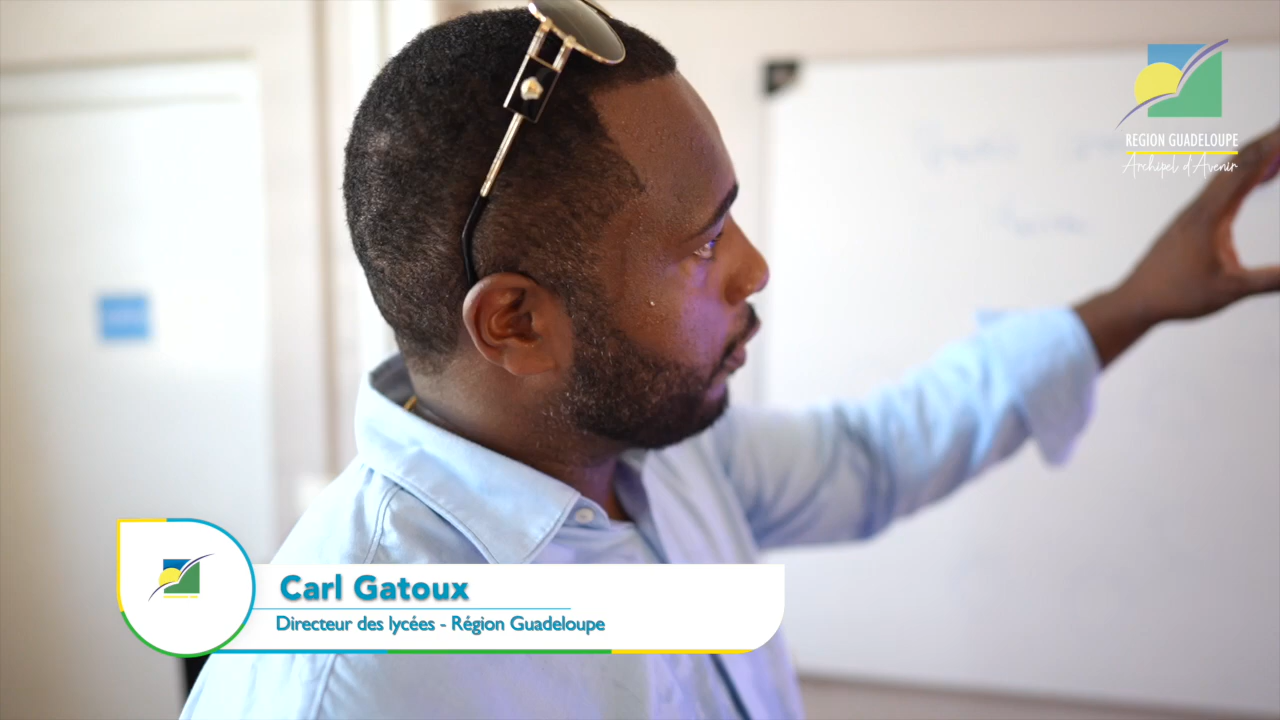 REGION GUADELOUPE
Archipel d'Avenir
Carl Gatoux
Directeur des lycées - Région Guadeloupe